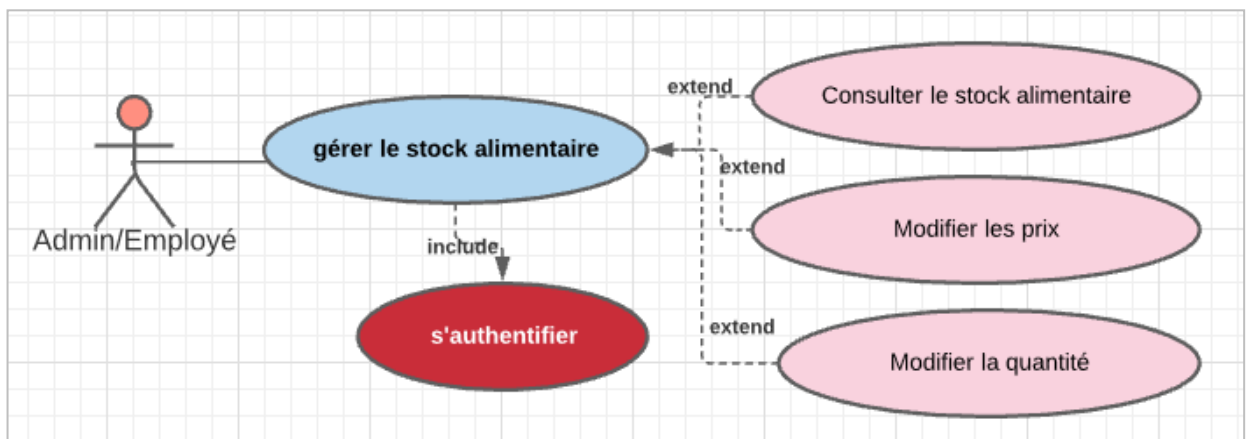 extend
Consulter le stock alimentaire
gérer le stock alimentaire
extend
Modifier les prix
Admin/Employé
include
s'authentifier
extend
Modifier la quantité